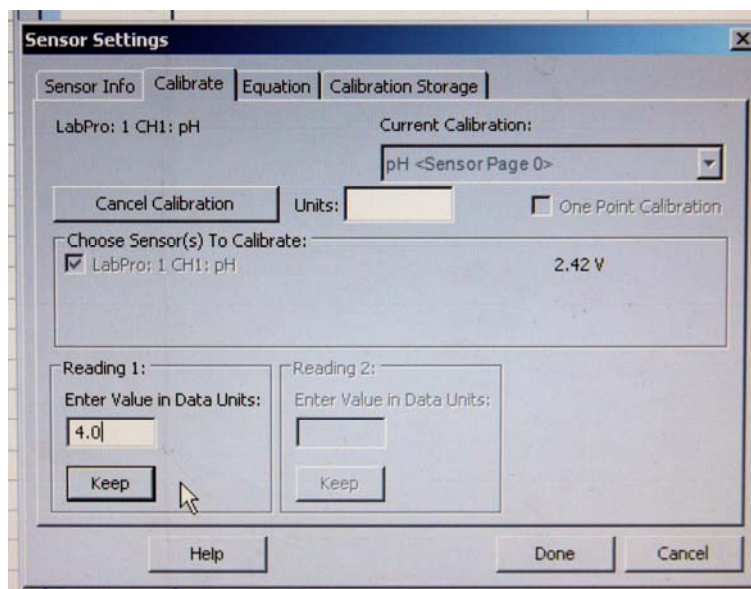 Sensor Settings
Sensor Info Calibrate Equation Calibration Storage
LabPro: 1 CH1: pH Current Calibration:
pH <Sensor Page 0>
Cancel Calibration Units: One Point Calibration
Choose Sensor(s) To Calibrate:
LabPro: 1 CH1: pH 2.42 V
Reading 1: Reading 2:
Enter Value in Data Units: Enter Value in Data Units:
4.0
Keep Keep
Help Done Cancel